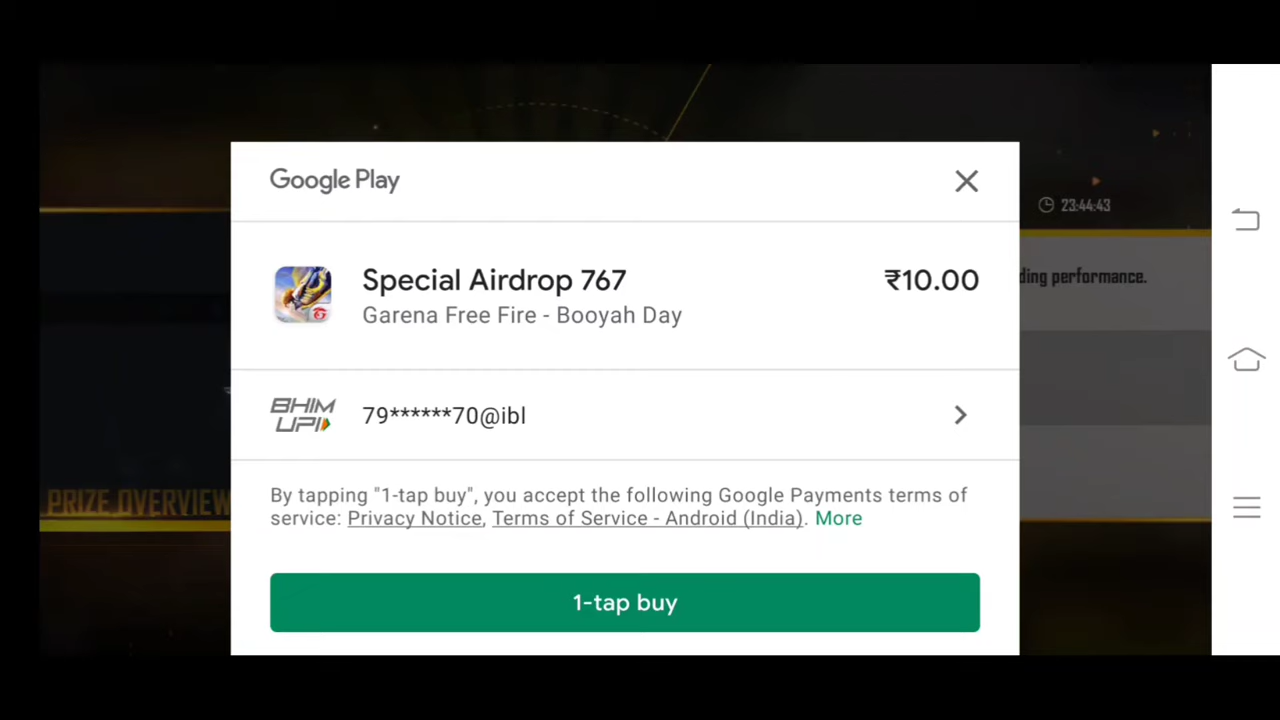 Google Play
23:44:43
ding performance.
Special Airdrop 767
₹10.00
Garena Free Fire - Booyah Day
BHIM
UPI
79******70@ibl
PRIZE OVERVIEW
By tapping "1-tap buy", you accept the following Google Payments terms of
service: Privacy Notice, Terms of Service - Android (India). More
1-tap buy